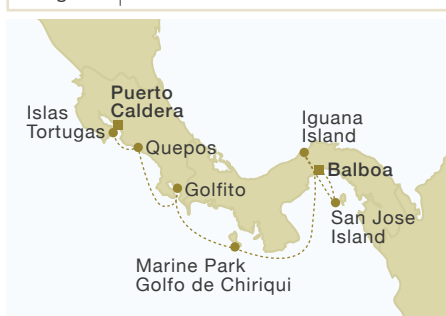 Puerto
Caldera
Islas
Tortugas
Quepos
Golfito
Marine Park
Golfo de Chiriqui
Iguana
Island
Balboa
San Jose
Island